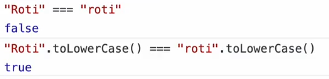 "Roti" === "roti"
false
"Roti".toLowerCase() === "roti".toLowerCase()
true